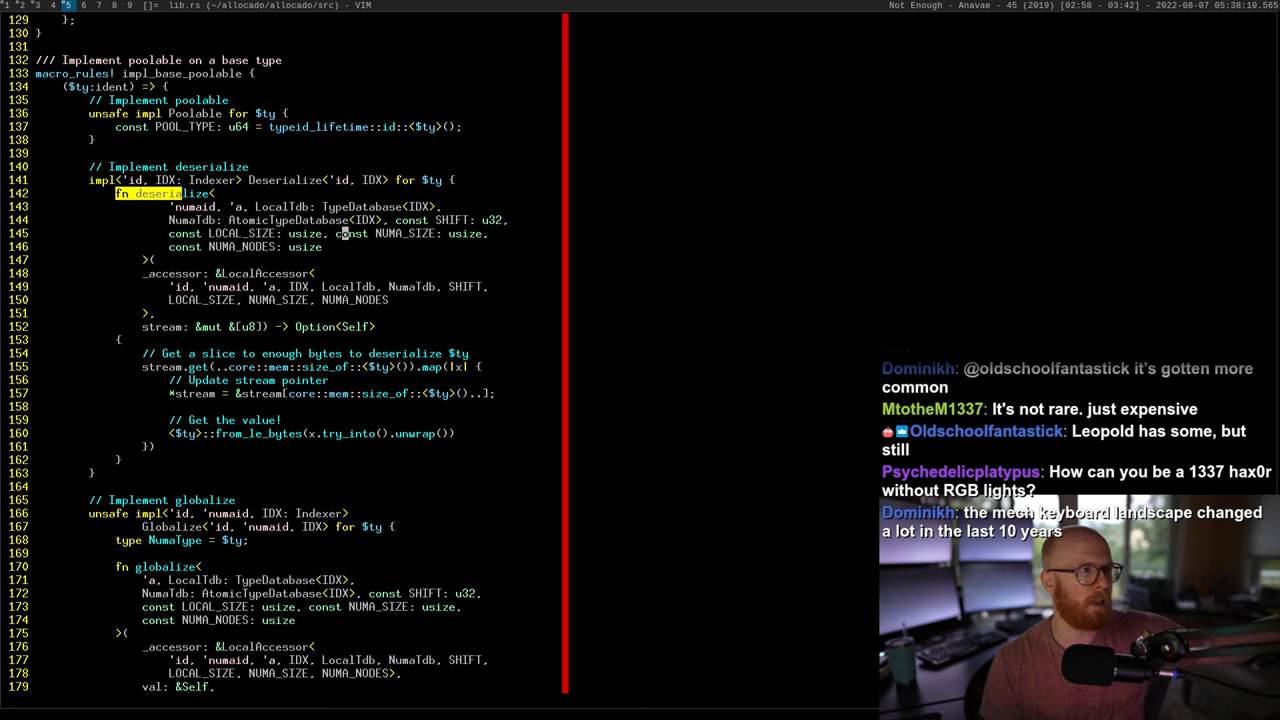 1 2 3 4 5 6 7 8 9 []= lib.rs (~/allocado/allocado/src) - VIM
Not Enough - Anavae - 45 (2019) [02:58 - 03:42] - 2022-08-07 05:38:10.565
129 };
130 }
131
132 /// Implement poolable on a base type
133 macro_rules! impl_base_poolable {
134 ($ty:ident) => {
135 // Implement poolable
136 unsafe impl Poolable for $ty {
137 const POOL_TYPE: u64 = typeid_lifetime::id::<$ty>();
138 }
139
140 // Implement deserialize
141 impl<'id, IDX: Indexer> Deserialize<'id, IDX> for $ty {
142 fn deserialize<
143 'numaid, 'a, LocalTdb: TypeDatabase<IDX>,
144 NumaTdb: AtomicTypeDatabase<IDX>, const SHIFT: u32,
145 const LOCAL_SIZE: usize, const NUMA_SIZE: usize,
146 const NUMA_NODES: usize
147 >(
148 _accessor: &LocalAccessor<
149 'id, 'numaid, 'a, IDX, LocalTdb, NumaTdb, SHIFT,
150 LOCAL_SIZE, NUMA_SIZE, NUMA_NODES
151 >,
152 stream: &mut &[u8]) -> Option<Self>
153 {
154 // Get a slice to enough bytes to deserialize $ty
155 stream.get(..core::mem::size_of::<$ty>()).map(|x| {
156 // Update stream pointer
157 *stream = &stream[core::mem::size_of::<$ty>()..];
158
159 // Get the value!
160 <$ty>::from_le_bytes(x.try_into().unwrap())
161 })
162 }
163 }
164
165 // Implement globalize
166 unsafe impl<'id, 'numaid, IDX: Indexer>
167 Globalize<'id, 'numaid, IDX> for $ty {
168 type NumaType = $ty;
169
170 fn globalize<
171 'a, LocalTdb: TypeDatabase<IDX>,
172 NumaTdb: AtomicTypeDatabase<IDX>, const SHIFT: u32,
173 const LOCAL_SIZE: usize, const NUMA_SIZE: usize,
174 const NUMA_NODES: usize
175 >(
176 _accessor: &LocalAccessor<
177 'id, 'numaid, 'a, IDX, LocalTdb, NumaTdb, SHIFT,
178 LOCAL_SIZE, NUMA_SIZE, NUMA_NODES>,
179 val: &Self,
Dominikh: @oldschoolfantastick it's gotten more
common
MtotheM1337: It's not rare. just expensive
Oldschoolfantastick: Leopold has some, but
still
Psychedelicplatypus: How can you be a 1337 hax0r
without RGB lights?
Dominikh: the mech keyboard landscape changed
a lot in the last 10 years